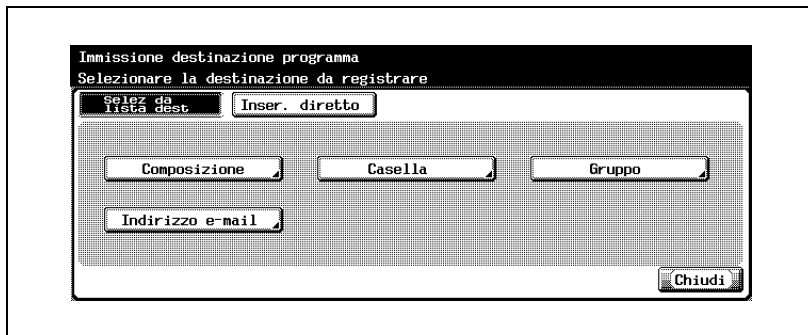 Immissione destinazione programma
Selezionare la destinazione da registrare
Selez da
lista dest
Inser. diretto
Composizione
Casella
Gruppo
Indirizzo e-mail
Chiudi